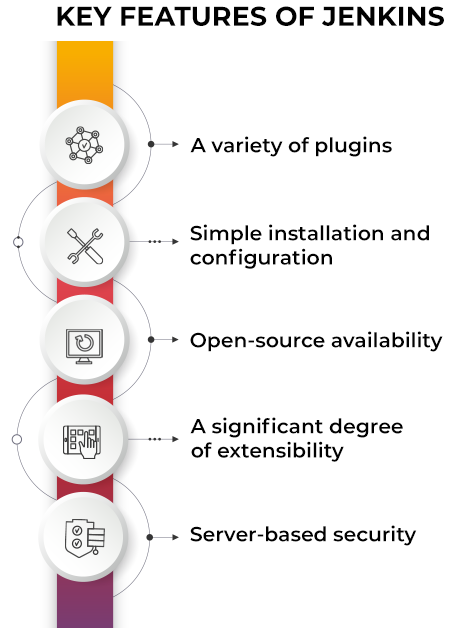 KEY FEATURES OF JENKINS
A variety of plugins
Simple installation and
configuration
Open-source availability
A significant degree
of extensibility
Server-based security